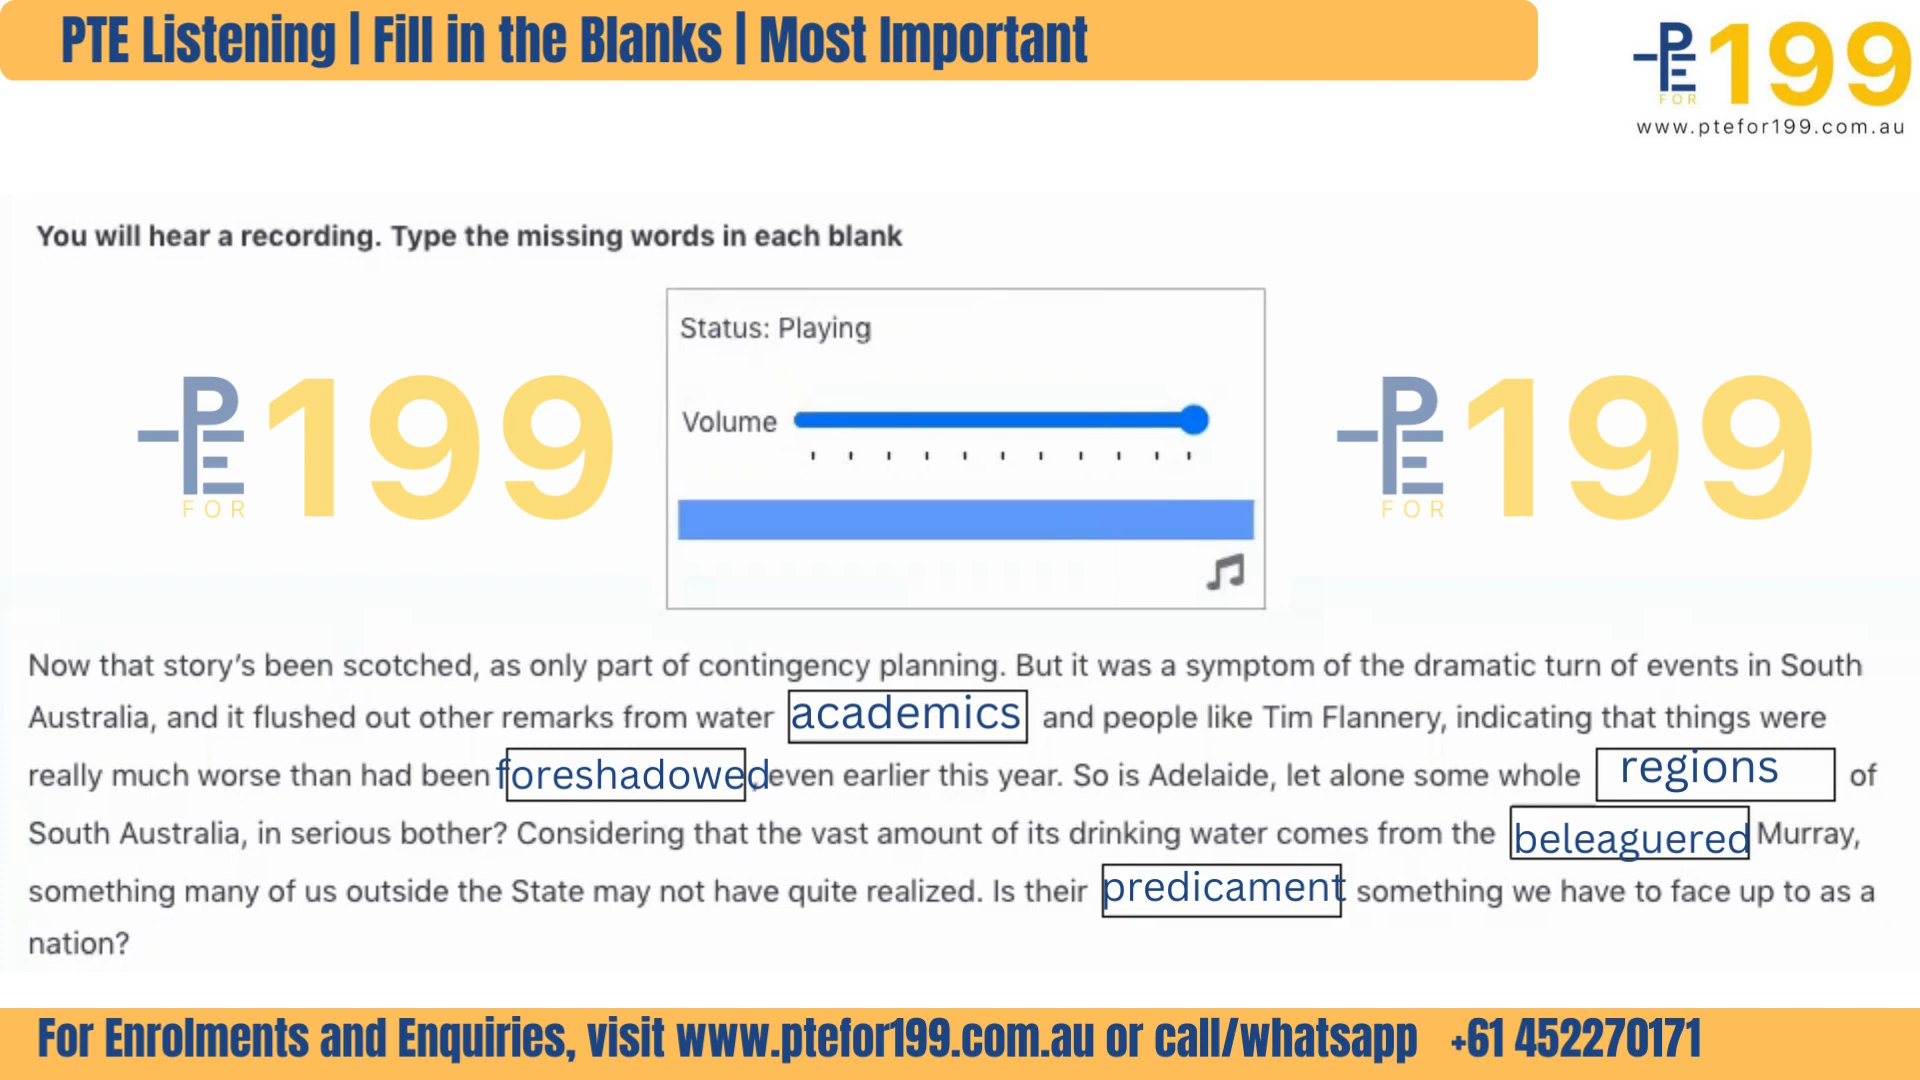 PTE Listening | Fill in the Blanks | Most Important
PTE FOR 199
www.ptefor199.com.au
You will hear a recording. Type the missing words in each blank
Status: Playing
Volume
PTE FOR 199
PTE FOR 199
Now that story's been scotched, as only part of contingency planning. But it was a symptom of the dramatic turn of events in South
Australia, and it flushed out other remarks from water academics and people like Tim Flannery, indicating that things were
really much worse than had been foreshadowed, even earlier this year. So is Adelaide, let alone some whole regions of
South Australia, in serious bother? Considering that the vast amount of its drinking water comes from the beleaguered Murray,
something many of us outside the State may not have quite realized. Is their predicament something we have to face up to as a
nation?
For Enrolments and Enquiries, visit www.ptefor199.com.au or call/whatsapp +61 452270171